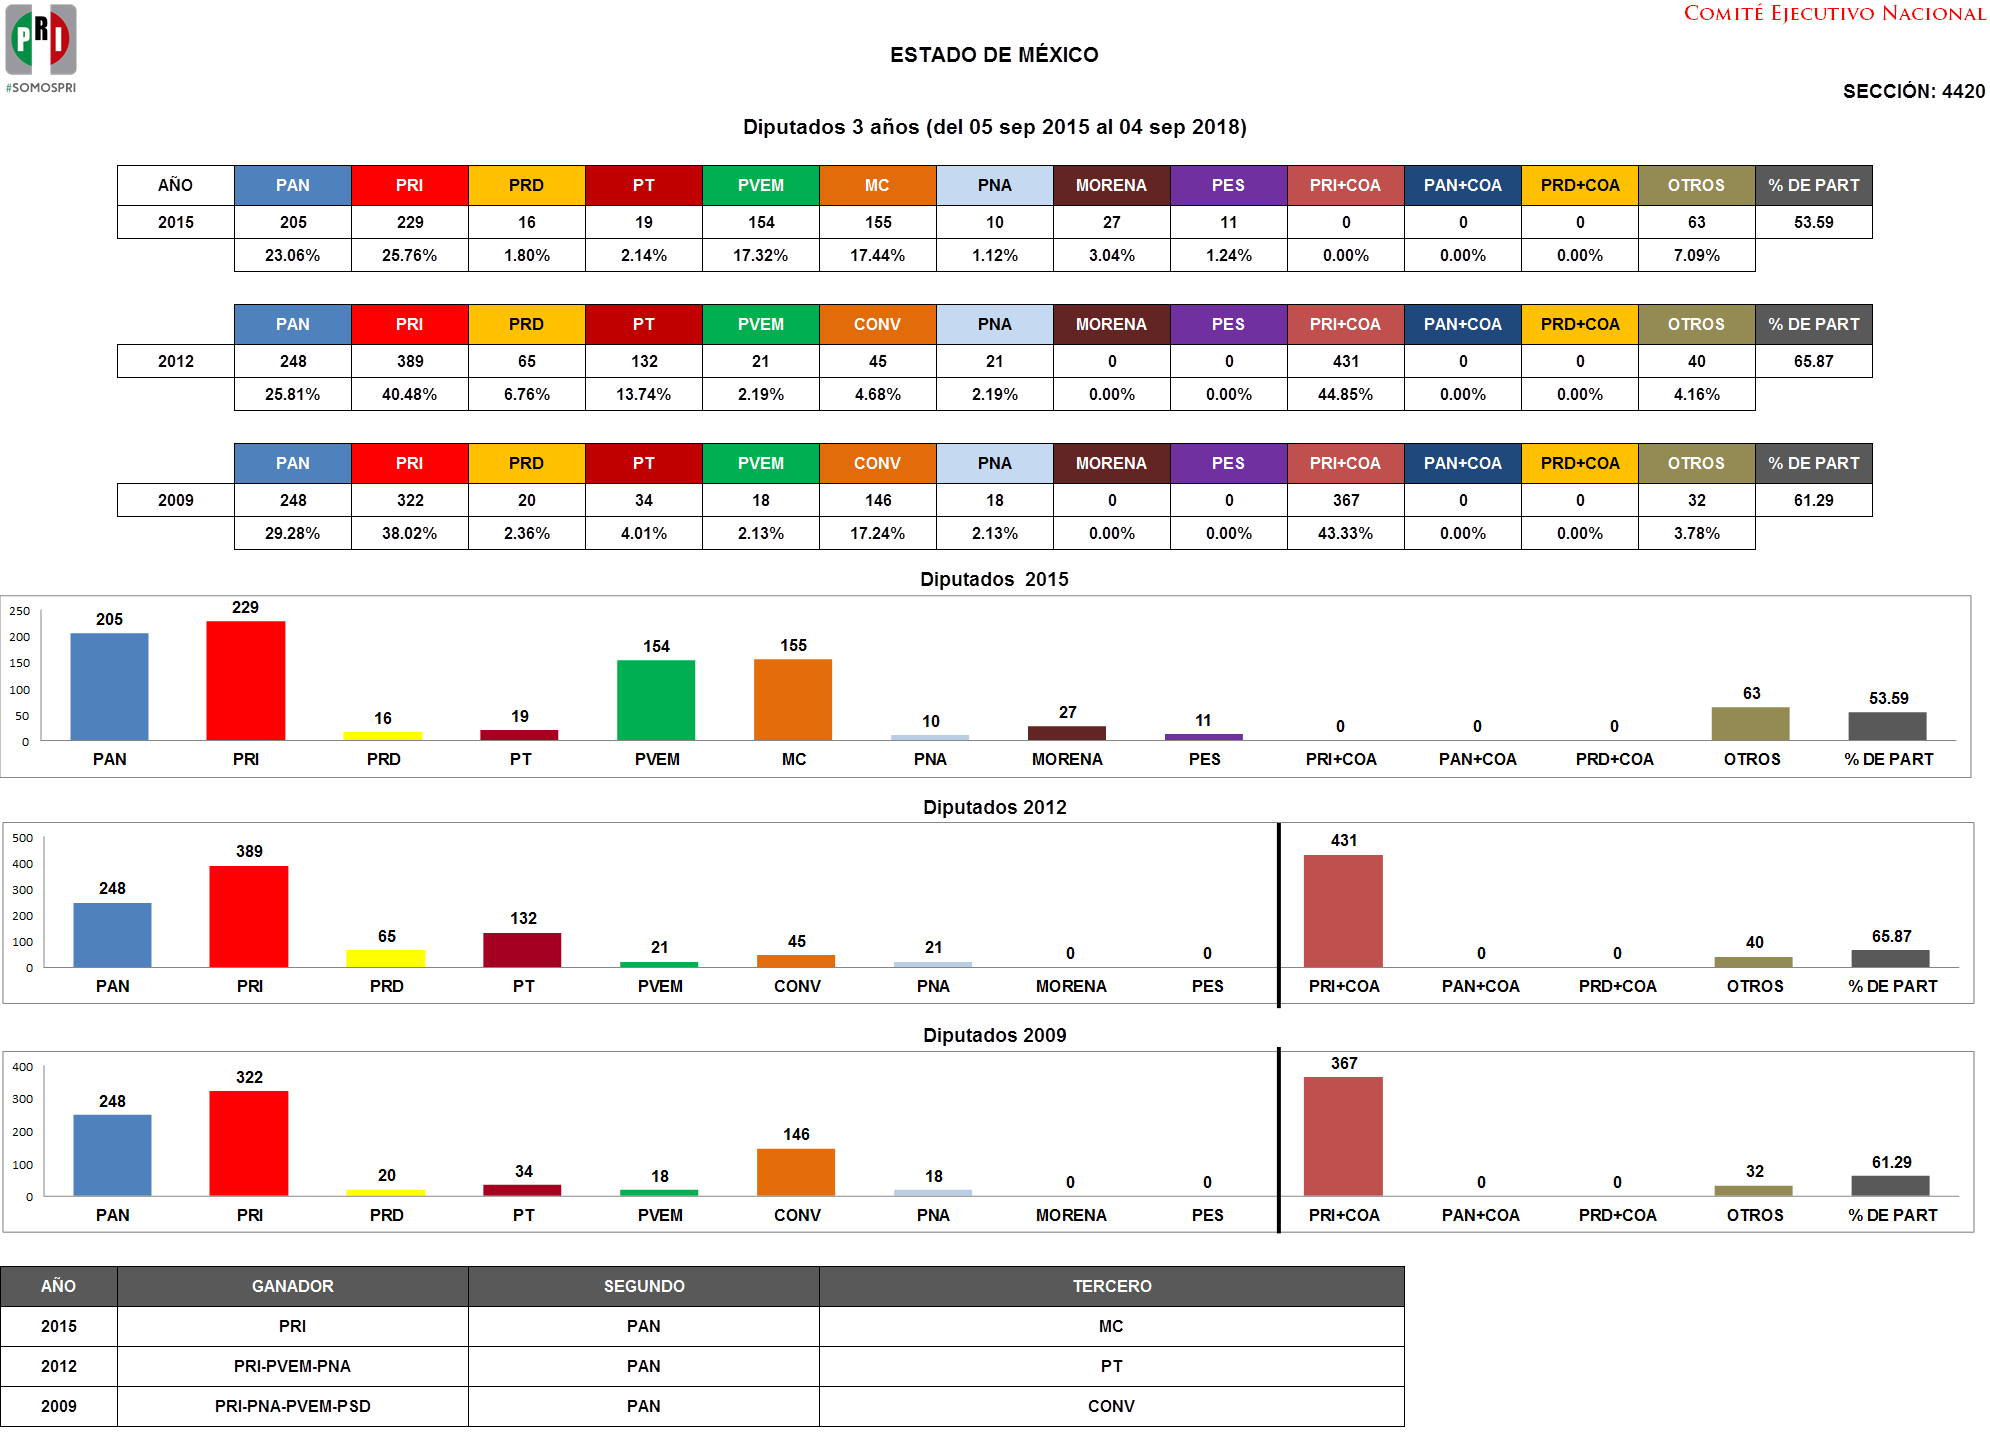 PRI
#SOMOSPRI
COMITÉ EJECUTIVO NACIONAL
ESTADO DE MÉXICO
SECCIÓN: 4420
Diputados 3 años (del 05 sep 2015 al 04 sep 2018)
AÑO PAN PRI PRD PT PVEM MC PNA MORENA PES PRI+COA PAN+COA PRD+COA OTROS % DE PART
2015 205 229 16 19 154 155 10 27 11 0 0 0 63 53.59
23.06% 25.76% 1.80% 2.14% 17.32% 17.44% 1.12% 3.04% 1.24% 0.00% 0.00% 0.00% 7.09%
PAN PRI PRD PT PVEM CONV PNA MORENA PES PRI+COA PAN+COA PRD+COA OTROS % DE PART
2012 248 389 65 132 21 45 21 0 0 431 0 0 40 65.87
25.81% 40.48% 6.76% 13.74% 2.19% 4.68% 2.19% 0.00% 0.00% 44.85% 0.00% 0.00% 4.16%
PAN PRI PRD PT PVEM CONV PNA MORENA PES PRI+COA PAN+COA PRD+COA OTROS % DE PART
2009 248 322 20 34 18 146 18 0 0 367 0 0 32 61.29
29.28% 38.02% 2.36% 4.01% 2.13% 17.24% 2.13% 0.00% 0.00% 43.33% 0.00% 0.00% 3.78%
Diputados 2015
250
200
150
100
50
0
205 229 16 19 154 155 10 27 11 0 0 0 63 53.59
PAN PRI PRD PT PVEM MC PNA MORENA PES PRI+COA PAN+COA PRD+COA OTROS % DE PART
Diputados 2012
500
400
300
200
100
0
248 389 65 132 21 45 21 0 0 431 0 0 40 65.87
PAN PRI PRD PT PVEM CONV PNA MORENA PES PRI+COA PAN+COA PRD+COA OTROS % DE PART
Diputados 2009
400
300
200
100
0
248 322 20 34 18 146 18 0 0 367 0 0 32 61.29
PAN PRI PRD PT PVEM CONV PNA MORENA PES PRI+COA PAN+COA PRD+COA OTROS % DE PART
AÑO GANADOR SEGUNDO TERCERO
2015 PRI PAN MC
2012 PRI-PVEM-PNA PAN PT
2009 PRI-PNA-PVEM-PSD PAN CONV